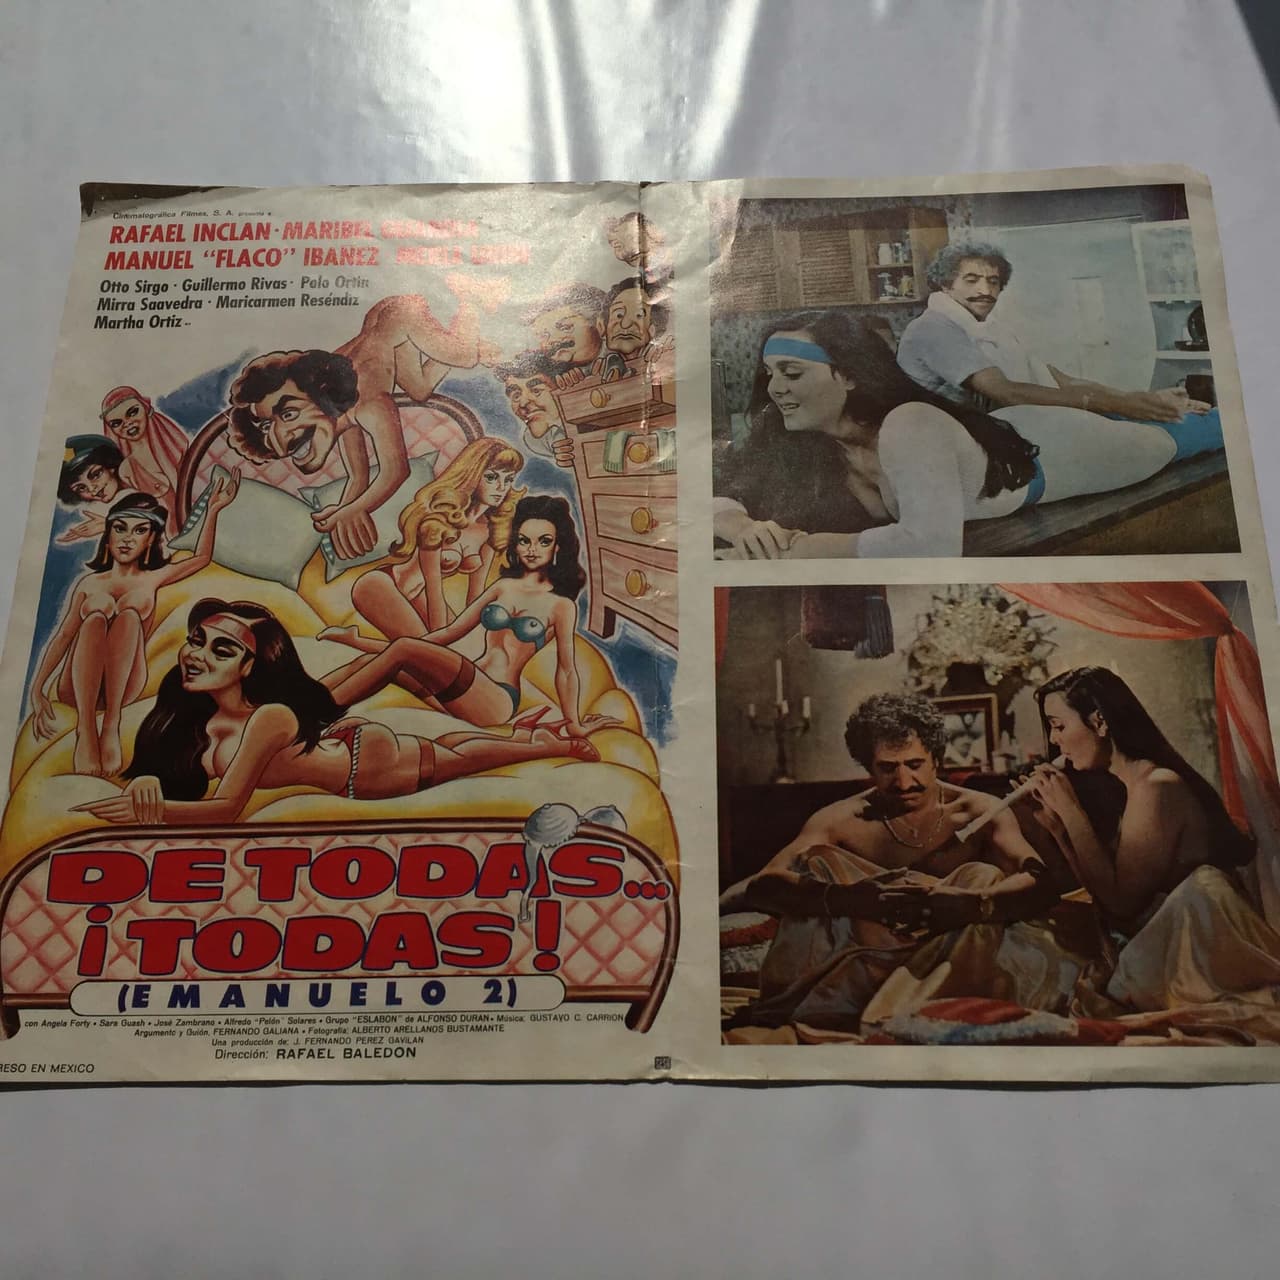 Cinematográfica Filmes, S. A. presenta a
RAFAEL INCLAN · MARIBEL
MANUEL "FLACO" IBANEZ
Otto Sirgo · Guillermo Rivas · Polo Ortin
Mirra Saavedra · Maricarmen Reséndiz
Martha Ortiz
DE TODAS...
¡TODAS!
(EMANUELO 2)
con Angela Forty · Sara Guash · José Zambrano · Alfredo "Pelón" Solares · Grupo "ESLABON" de ALFONSO DURAN · Música: GUSTAVO C. CARRION
Argumento y Guión, FERNANDO GALIANA · Fotografía: ALBERTO ARELLANOS BUSTAMANTE
Una producción de: J. FERNANDO PEREZ GAVILAN
Dirección: RAFAEL BALEDON
RESO EN MEXICO